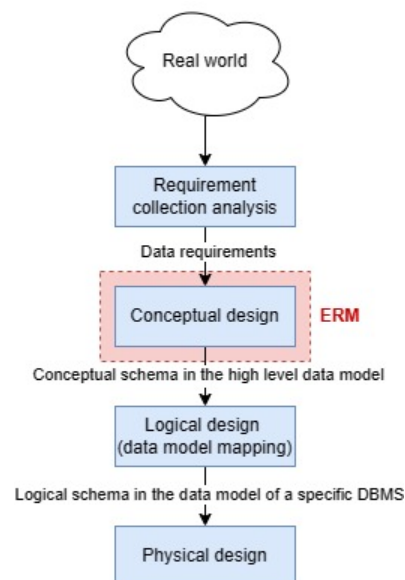 Real world
Requirement
collection analysis
Data requirements
Conceptual design
ERM
Conceptual schema in the high level data model
Logical design
(data model mapping)
Logical schema in the data model of a specific DBMS
Physical design